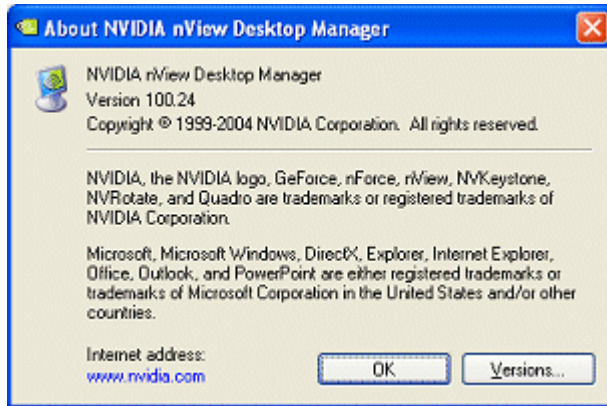 About NVIDIA nView Desktop Manager
NVIDIA nView Desktop Manager
Version 100.24
Copyright © 1999-2004 NVIDIA Corporation. All rights reserved.
NVIDIA, the NVIDIA logo, GeForce, nForce, nView, NVKeystone,
NVRotate, and Quadro are trademarks or registered trademarks of
NVIDIA Corporation.
Microsoft, Microsoft Windows, DirectX, Explorer, Internet Explorer,
Office, Outlook, and PowerPoint are either registered trademarks or
trademarks of Microsoft Corporation in the United States and/or other
countries.
Internet address:
www.nvidia.com
OK
Versions...